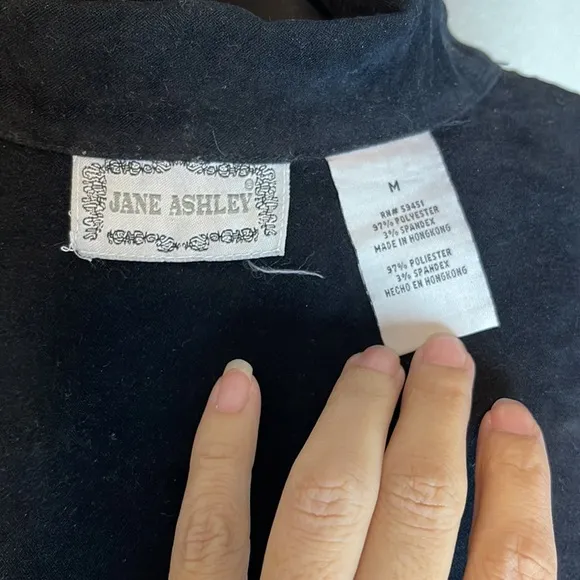 JANE ASHLEY®
M
RN# 59451
97% POLYESTER
3% SPANDEX
MADE IN HONGKONG
97% POLIESTER
3% SPANDEX
HECHO EN HONGKONG